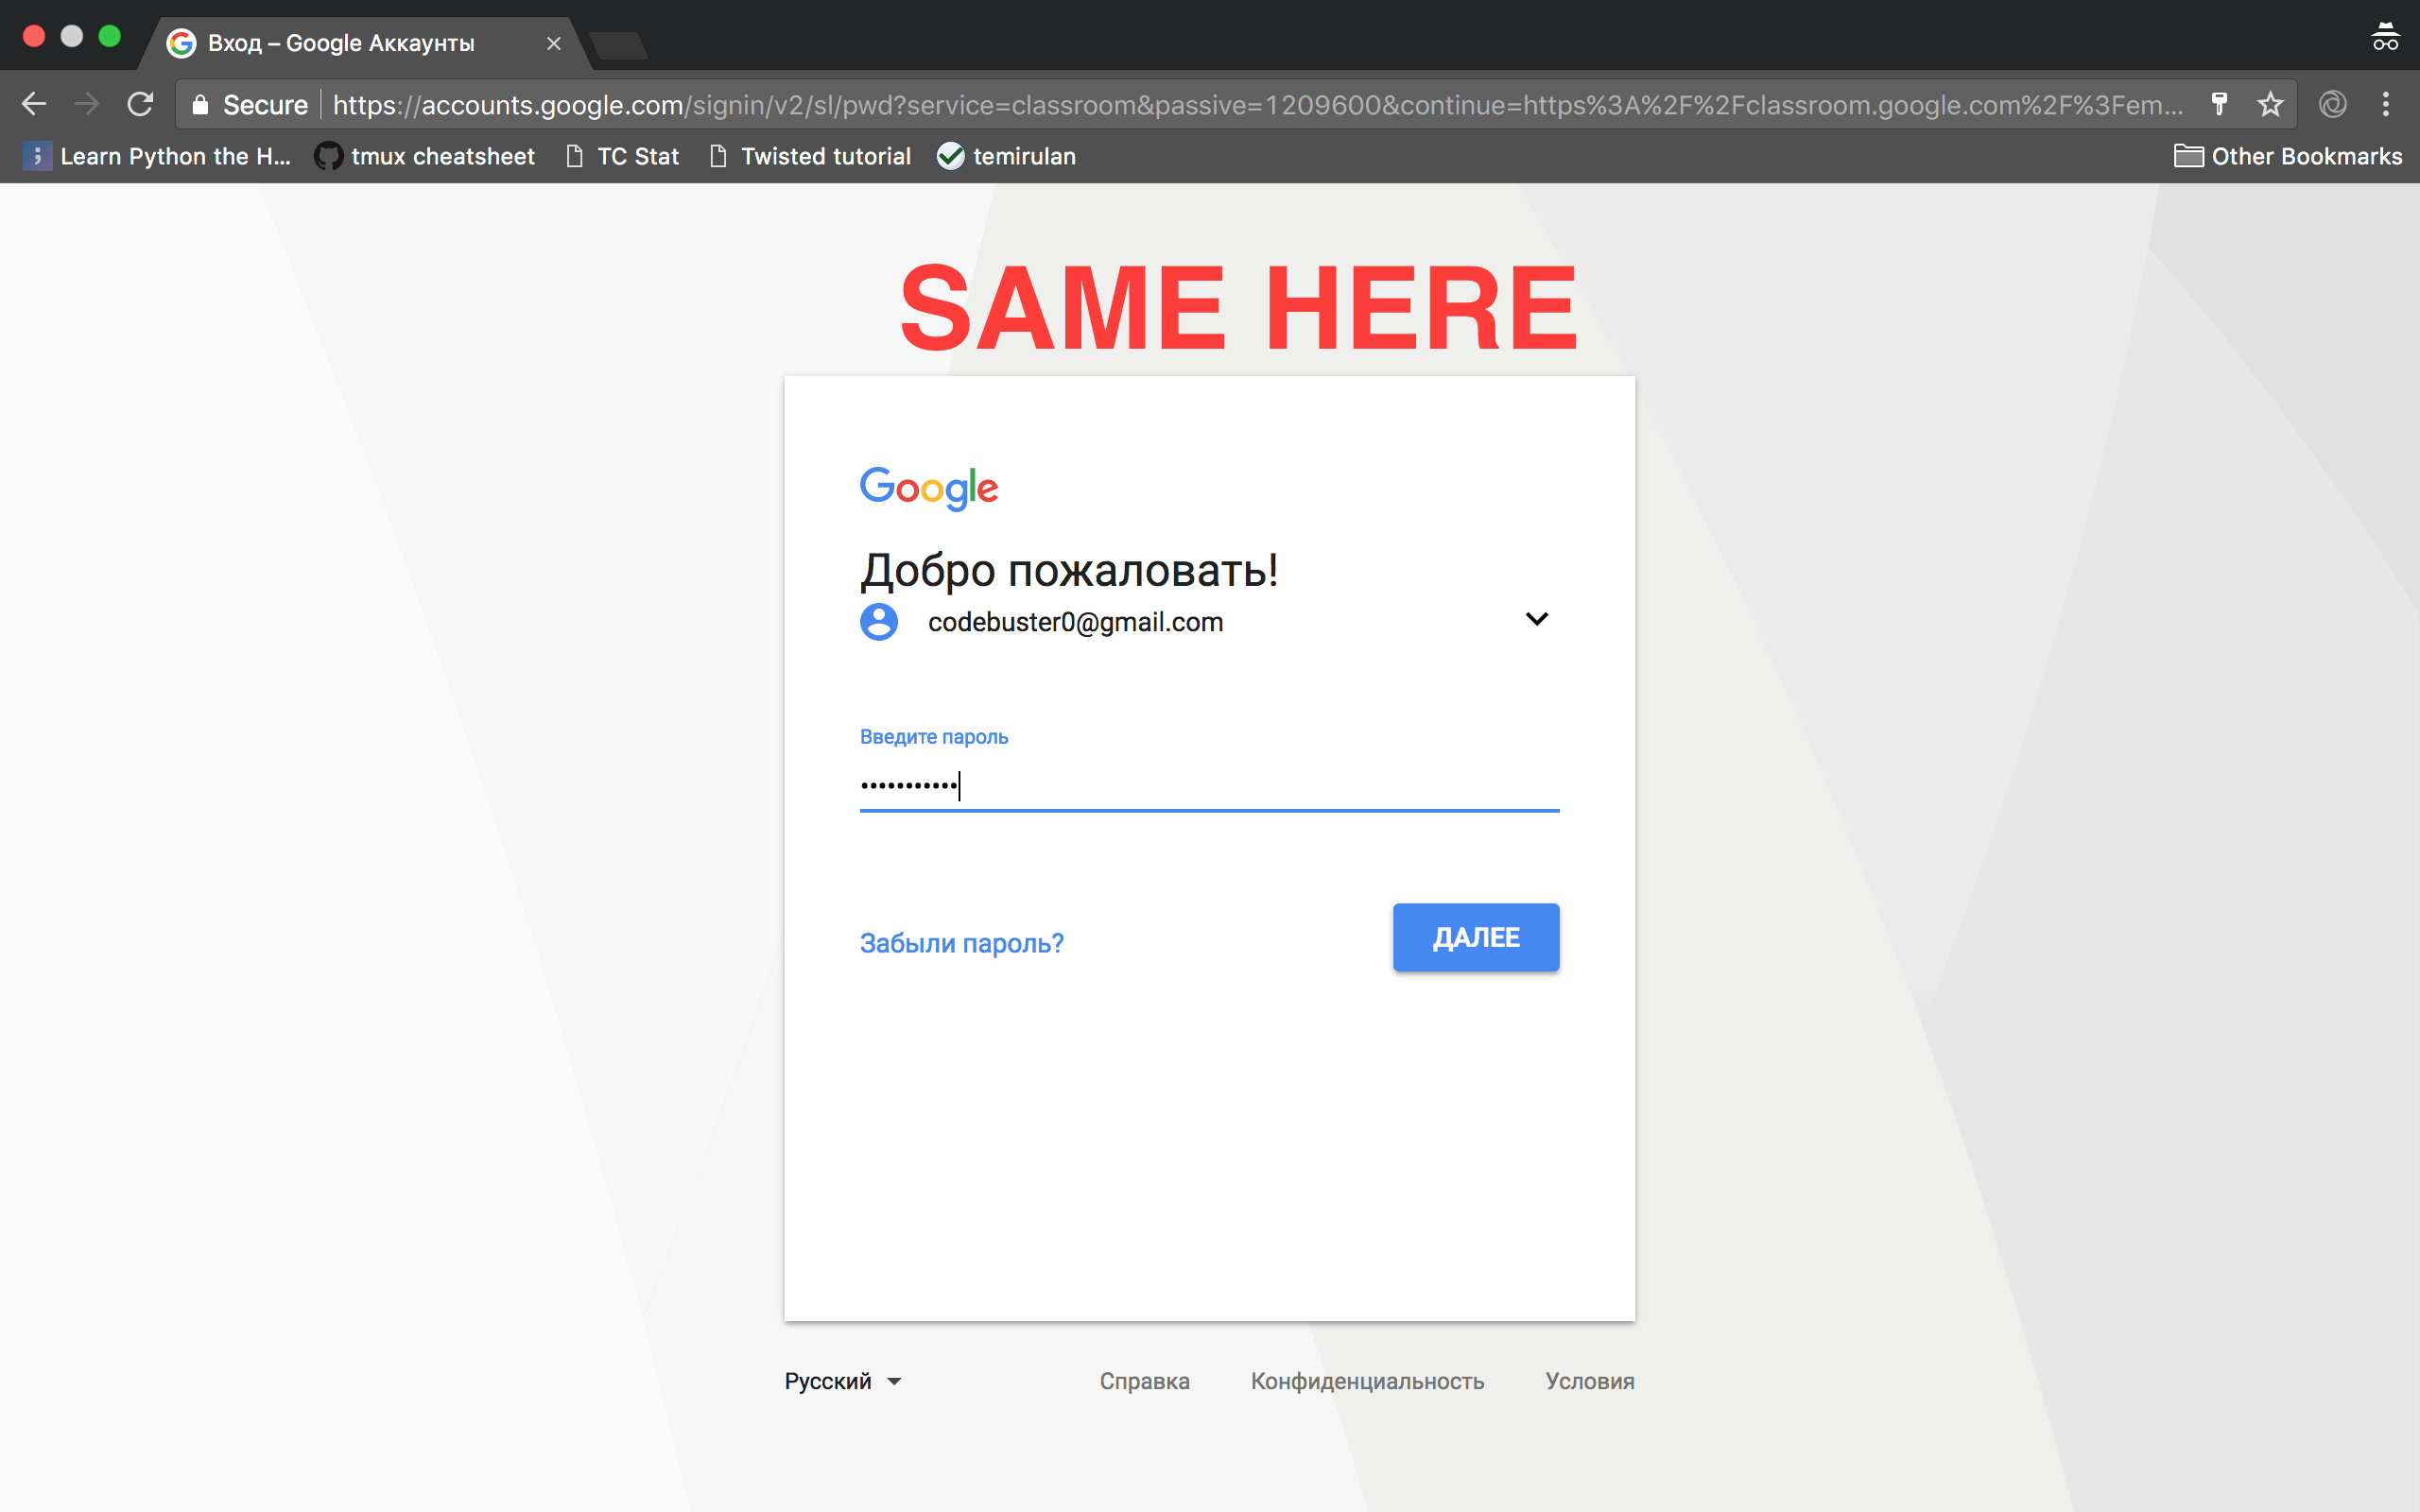 Вход – Google Аккаунты
Secure https://accounts.google.com/signin/v2/sl/pwd?service=classroom&passive=1209600&continue=https%3A%2F%2Fclassroom.google.com%2F%3Fem...
Learn Python the H... tmux cheatsheet TC Stat Twisted tutorial temirulan Other Bookmarks
SAME HERE
Google
Добро пожаловать!
codebuster0@gmail.com
Введите пароль
•••••••••••
Забыли пароль? ДАЛЕЕ
Русский Справка Конфиденциальность Условия